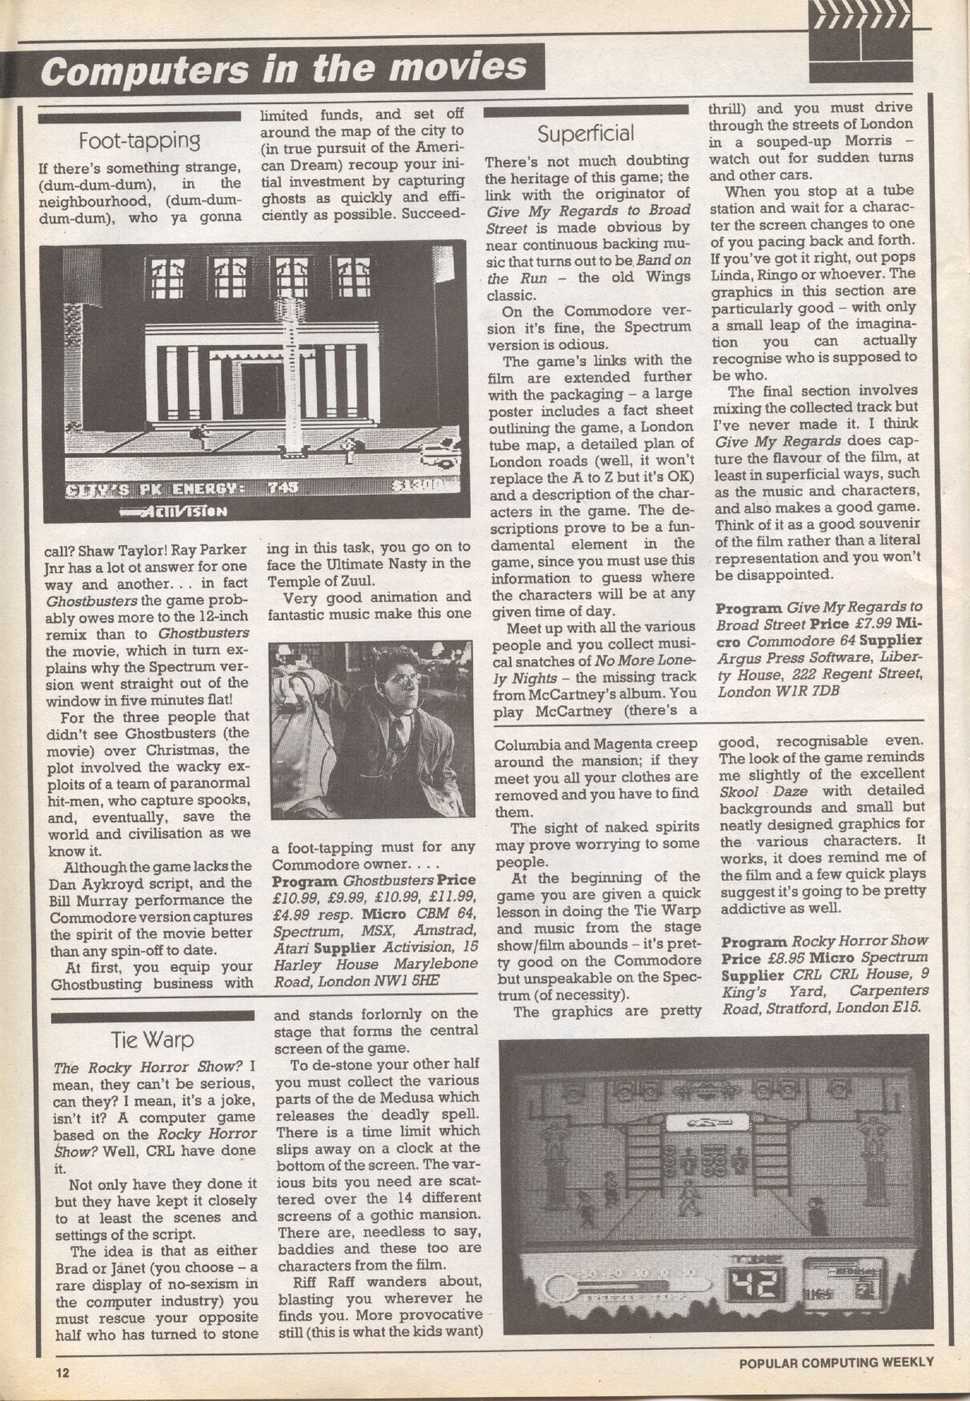 Computers in the movies
Foot-tapping
If there's something strange,
(dum-dum-dum), in the
neighbourhood, (dum-dum-
dum-dum), who ya gonna
limited funds, and set off
around the map of the city to
(in true pursuit of the Ameri-
can Dream) recoup your ini-
tial investment by capturing
ghosts as quickly and effi-
ciently as possible. Succeed-
CITY'S PK ENERGY: 745 $1300
ACTIVISION
call? Shaw Taylor! Ray Parker
Jnr has a lot ot answer for one
way and another. . . in fact
Ghostbusters the game prob-
ably owes more to the 12-inch
remix than to Ghostbusters
the movie, which in turn ex-
plains why the Spectrum ver-
sion went straight out of the
window in five minutes flat!
For the three people that
didn't see Ghostbusters (the
movie) over Christmas, the
plot involved the wacky ex-
ploits of a team of paranormal
hit-men, who capture spooks,
and, eventually, save the
world and civilisation as we
know it.
Although the game lacks the
Dan Aykroyd script, and the
Bill Murray performance the
Commodore version captures
the spirit of the movie better
than any spin-off to date.
At first, you equip your
Ghostbusting business with
ing in this task, you go on to
face the Ultimate Nasty in the
Temple of Zuul.
Very good animation and
fantastic music make this one
a foot-tapping must for any
Commodore owner. . . .
Program Ghostbusters Price
£10.99, £9.99, £10.99, £11.99,
£4.99 resp. Micro CBM 64,
Spectrum, MSX, Amstrad,
Atari Supplier Activision, 15
Harley House Marylebone
Road, London NW1 5HE
Superficial
There's not much doubting
the heritage of this game; the
link with the originator of
Give My Regards to Broad
Street is made obvious by
near continuous backing mu-
sic that turns out to be Band on
the Run – the old Wings
classic.
On the Commodore ver-
sion it's fine, the Spectrum
version is odious.
The game's links with the
film are extended further
with the packaging – a large
poster includes a fact sheet
outlining the game, a London
tube map, a detailed plan of
London roads (well, it won't
replace the A to Z but it's OK)
and a description of the char-
acters in the game. The de-
scriptions prove to be a fun-
damental element in the
game, since you must use this
information to guess where
the characters will be at any
given time of day.
Meet up with all the various
people and you collect musi-
cal snatches of No More Lone-
ly Nights – the missing track
from McCartney's album. You
play McCartney (there's a
thrill) and you must drive
through the streets of London
in a souped-up Morris –
watch out for sudden turns
and other cars.
When you stop at a tube
station and wait for a charac-
ter the screen changes to one
of you pacing back and forth.
If you've got it right, out pops
Linda, Ringo or whoever. The
graphics in this section are
particularly good – with only
a small leap of the imagina-
tion you can actually
recognise who is supposed to
be who.
The final section involves
mixing the collected track but
I've never made it. I think
Give My Regards does cap-
ture the flavour of the film, at
least in superficial ways, such
as the music and characters,
and also makes a good game.
Think of it as a good souvenir
of the film rather than a literal
representation and you won't
be disappointed.
Program Give My Regards to
Broad Street Price £7.99 Mi-
cro Commodore 64 Supplier
Argus Press Software, Liber-
ty House, 222 Regent Street,
London W1R 7DB
Tie Warp
The Rocky Horror Show? I
mean, they can't be serious,
can they? I mean, it's a joke,
isn't it? A computer game
based on the Rocky Horror
Show? Well, CRL have done
it.
Not only have they done it
but they have kept it closely
to at least the scenes and
settings of the script.
The idea is that as either
Brad or Janet (you choose – a
rare display of no-sexism in
the computer industry) you
must rescue your opposite
half who has turned to stone
and stands forlornly on the
stage that forms the central
screen of the game.
To de-stone your other half
you must collect the various
parts of the de Medusa which
releases the deadly spell.
There is a time limit which
slips away on a clock at the
bottom of the screen. The var-
ious bits you need are scat-
tered over the 14 different
screens of a gothic mansion.
There are, needless to say,
baddies and these too are
characters from the film.
Riff Raff wanders about,
blasting you wherever he
finds you. More provocative
still (this is what the kids want)
Columbia and Magenta creep
around the mansion; if they
meet you all your clothes are
removed and you have to find
them.
The sight of naked spirits
may prove worrying to some
people.
At the beginning of the
game you are given a quick
lesson in doing the Tie Warp
and music from the stage
show/film abounds – it's pret-
ty good on the Commodore
but unspeakable on the Spec-
trum (of necessity).
The graphics are pretty
good, recognisable even.
The look of the game reminds
me slightly of the excellent
Skool Daze with detailed
backgrounds and small but
neatly designed graphics for
the various characters. It
works, it does remind me of
the film and a few quick plays
suggest it's going to be pretty
addictive as well.
Program Rocky Horror Show
Price £8.95 Micro Spectrum
Supplier CRL CRL House, 9
King's Yard, Carpenters
Road, Stratford, London E15.
TIME
42
12
POPULAR COMPUTING WEEKLY